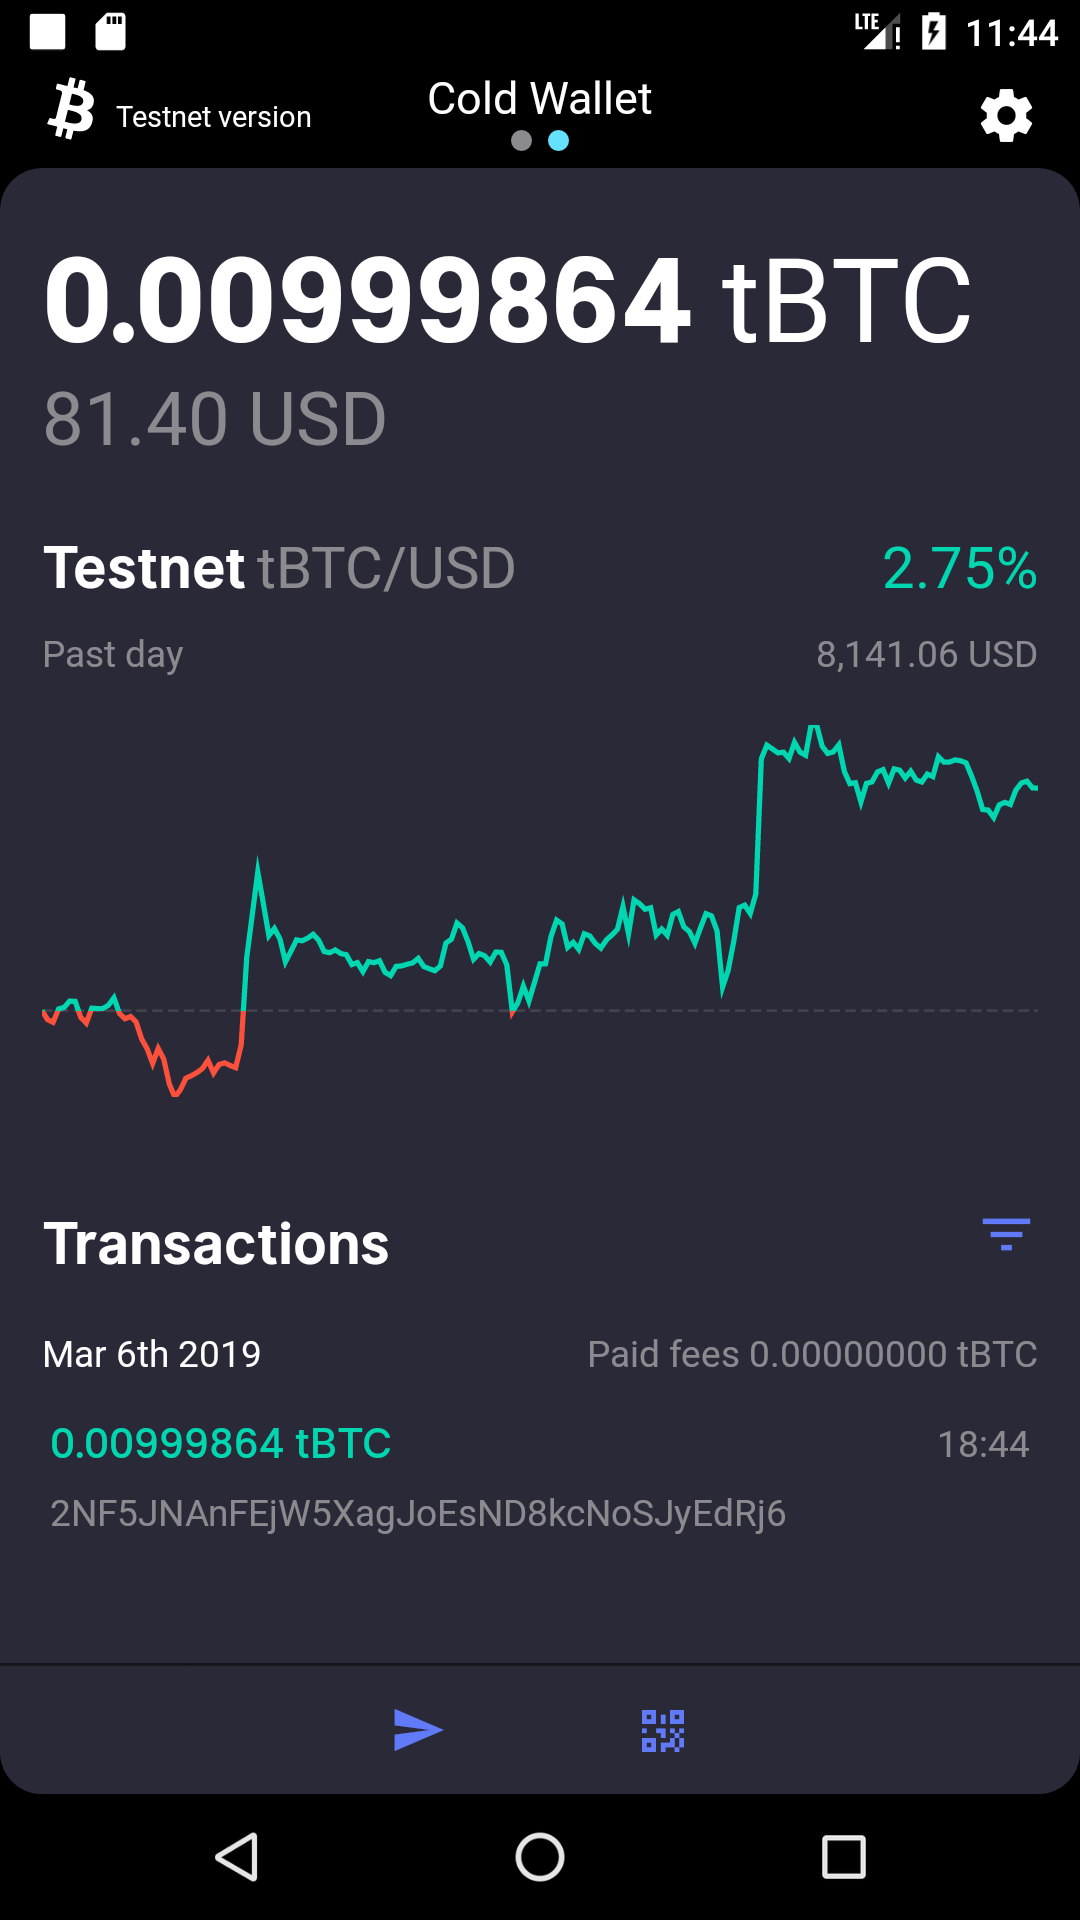 LTE 11:44
Testnet version
Cold Wallet
0.00999864 tBTC
81.40 USD
Testnet tBTC/USD 2.75%
Past day 8,141.06 USD
Transactions
Mar 6th 2019 Paid fees 0.00000000 tBTC
0.00999864 tBTC 18:44
2NF5JNAnFEjW5XagJoEsND8kcNoSJyEdRj6